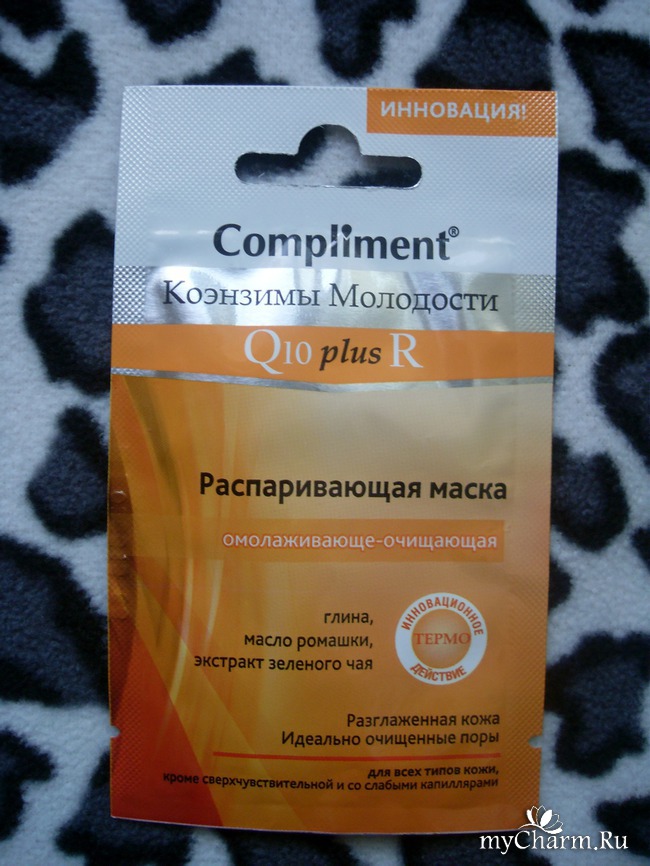 ИННОВАЦИЯ!
Compliment®
Коэнзимы Молодости
Q10 plus R
Распаривающая маска
омолаживающе-очищающая
глина,
масло ромашки,
экстракт зеленого чая
ИННОВАЦИОННОЕ
ТЕРМО
ДЕЙСТВИЕ
Разглаженная кожа
Идеально очищенные поры
для всех типов кожи,
кроме сверхчувствительной и со слабыми капиллярами
myCharm.Ru